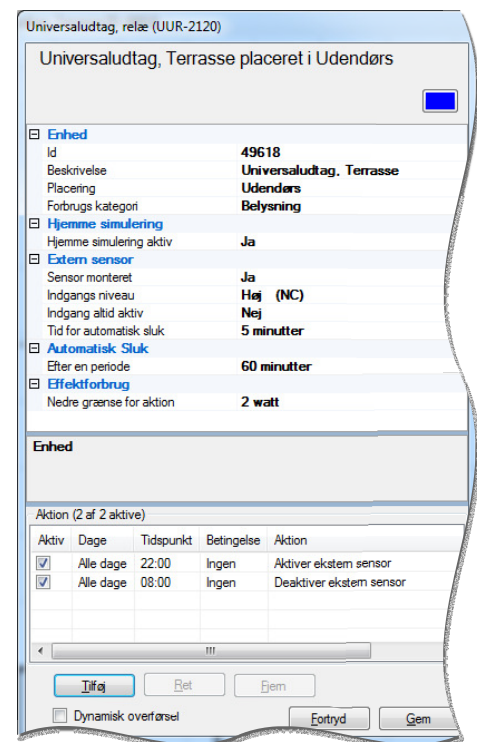 Universaludtag, relæ (UUR-2120)
Universaludtag, Terrasse placeret i Udendørs
Enhed
Id 49618
Beskrivelse Universaludtag, Terrasse
Placering Udendørs
Forbrugs kategori Belysning
Hjemme simulering
Hjemme simulering aktiv Ja
Extern sensor
Sensor monteret Ja
Indgangs niveau Høj (NC)
Indgang altid aktiv Nej
Tid for automatisk sluk 5 minutter
Automatisk Sluk
Efter en periode 60 minutter
Effektforbrug
Nedre grænse for aktion 2 watt
Enhed
Aktion (2 af 2 aktive)
Aktiv Dage Tidspunkt Betingelse Aktion
Alle dage 22:00 Ingen Aktiver ekstern sensor
Alle dage 08:00 Ingen Deaktiver ekstern sensor
Tilføj Ret Fjern
Dynamisk overførsel Fortryd Gem